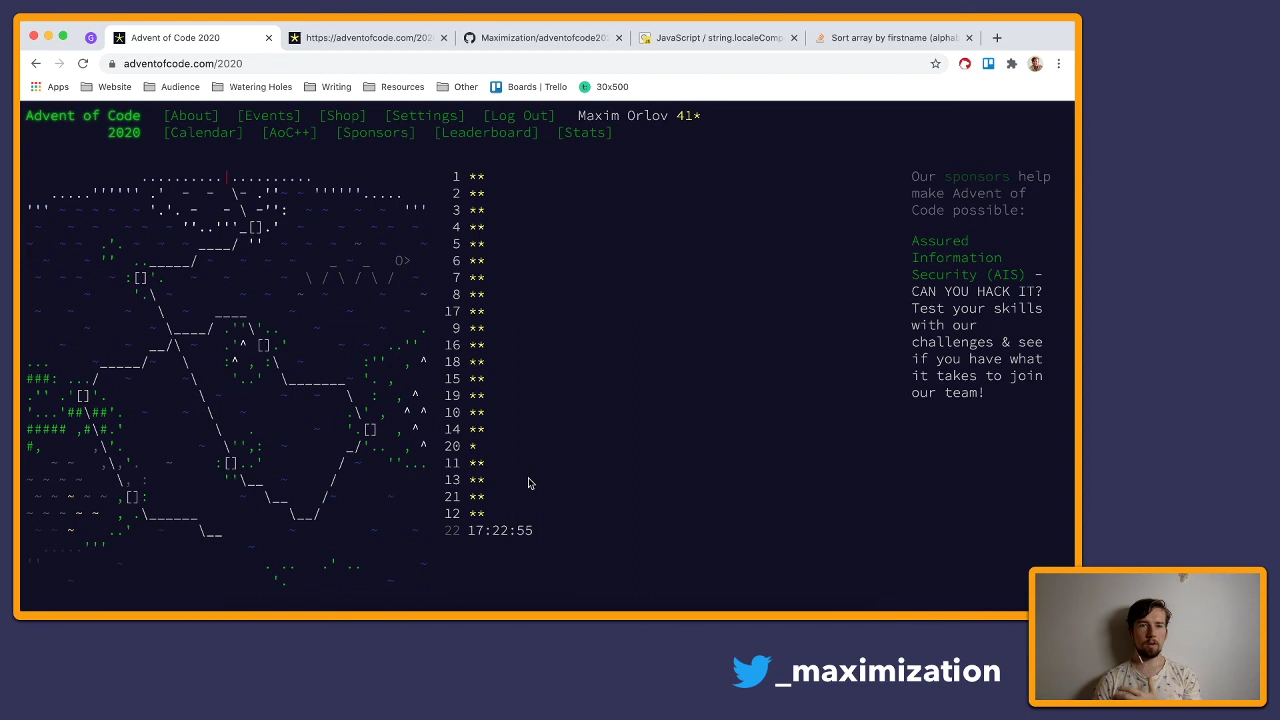 Advent of Code 2020
https://adventofcode.com/202
Maximization/adventofcode202
JavaScript / string.localeComp
Sort array by firstname (alphab
adventofcode.com/2020
Apps
Website
Audience
Watering Holes
Writing
Resources
Other
Boards | Trello
30x500
Advent of Code [About] [Events] [Shop] [Settings] [Log Out] Maxim Orlov 41*
2020 [Calendar] [AoC++] [Sponsors] [Leaderboard] [Stats]
1 **
2 **
3 **
4 **
5 **
6 **
7 **
8 **
17 **
9 **
16 **
18 **
15 **
19 **
10 **
14 **
20 *
11 **
13 **
21 **
12 **
22 17:22:55
Our sponsors help
make Advent of
Code possible:
Assured
Information
Security (AIS) -
CAN YOU HACK IT?
Test your skills
with our
challenges & see
if you have what
it takes to join
our team!
_maximization